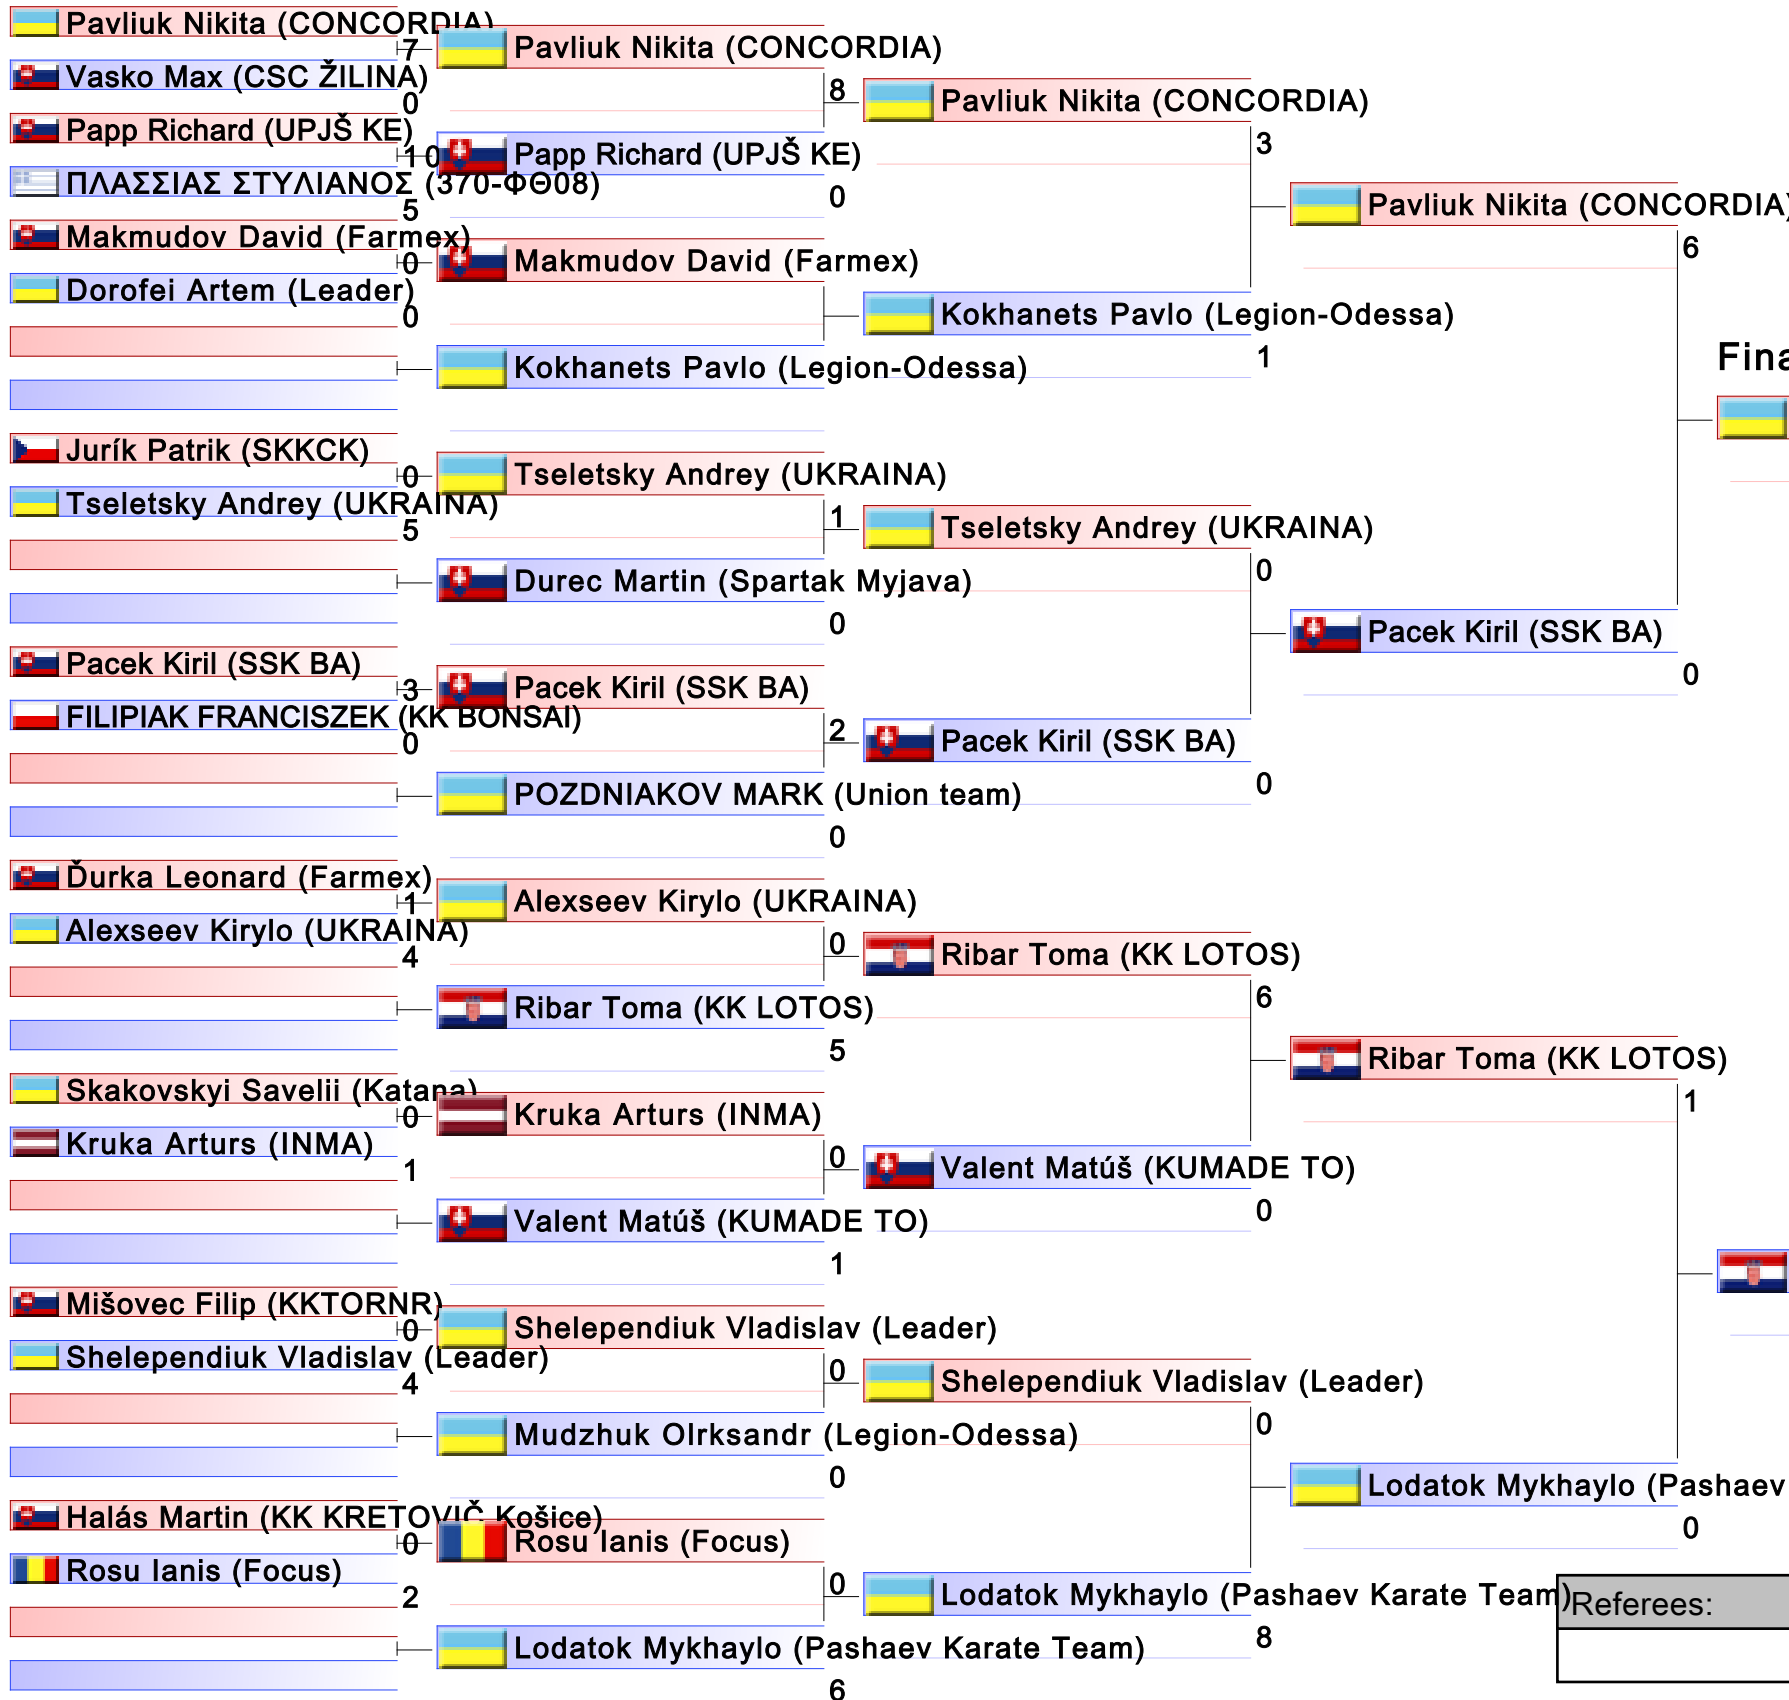 Pavliuk Nikita (CONCORDIA)
7
Vasko Max (CSC ŽILINA)
0
Papp Richard (UPJŠ KE)
10
ΠΛΑΣΣΙΑΣ ΣΤΥΛΙΑΝΟΣ (370-ΦΘ08)
5
Makmudov David (Farmex)
0
Dorofei Artem (Leader)
0
Jurík Patrik (SKKCK)
0
Tseletsky Andrey (UKRAINA)
5
Pacek Kiril (SSK BA)
3
FILIPIAK FRANCISZEK (KK BONSAI)
0
Ďurka Leonard (Farmex)
1
Alexseev Kirylo (UKRAINA)
4
Skakovskyi Savelii (Katana)
0
Kruka Arturs (INMA)
1
Mišovec Filip (KKTORNR)
0
Shelependiuk Vladislav (Leader)
4
Halás Martin (KK KRETOVIČ Košice)
0
Rosu Ianis (Focus)
2
Pavliuk Nikita (CONCORDIA)
8
Papp Richard (UPJŠ KE)
0
Makmudov David (Farmex)
Kokhanets Pavlo (Legion-Odessa)
Tseletsky Andrey (UKRAINA)
1
Durec Martin (Spartak Myjava)
0
Pacek Kiril (SSK BA)
2
POZDNIAKOV MARK (Union team)
0
Alexseev Kirylo (UKRAINA)
0
Ribar Toma (KK LOTOS)
5
Kruka Arturs (INMA)
0
Valent Matúš (KUMADE TO)
1
Shelependiuk Vladislav (Leader)
0
Mudzhuk Olrksandr (Legion-Odessa)
0
Rosu Ianis (Focus)
0
Lodatok Mykhaylo (Pashaev Karate Team)
6
Pavliuk Nikita (CONCORDIA)
3
Kokhanets Pavlo (Legion-Odessa)
1
Tseletsky Andrey (UKRAINA)
0
Pacek Kiril (SSK BA)
0
Ribar Toma (KK LOTOS)
6
Valent Matúš (KUMADE TO)
0
Shelependiuk Vladislav (Leader)
0
Lodatok Mykhaylo (Pashaev Karate Team)
8
Pavliuk Nikita (CONCORDIA)
6
Pacek Kiril (SSK BA)
0
Ribar Toma (KK LOTOS)
1
Lodatok Mykhaylo (Pashaev
0
Fina
Referees: